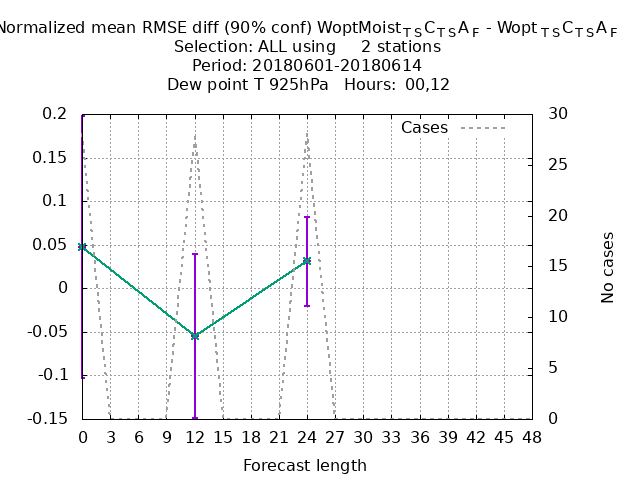 Normalized mean RMSE diff (90% conf) WoptMoist_TSC_TSA_F - Wopt_TSC_TSA_F
Selection: ALL using 2 stations
Period: 20180601-20180614
Dew point T 925hPa Hours: 00,12
Cases
0.2
0.15
0.1
0.05
0
-0.05
-0.1
-0.15
30
25
20
15
10
5
0
No cases
0 3 6 9 12 15 18 21 24 27 30 33 36 39 42 45 48
Forecast length